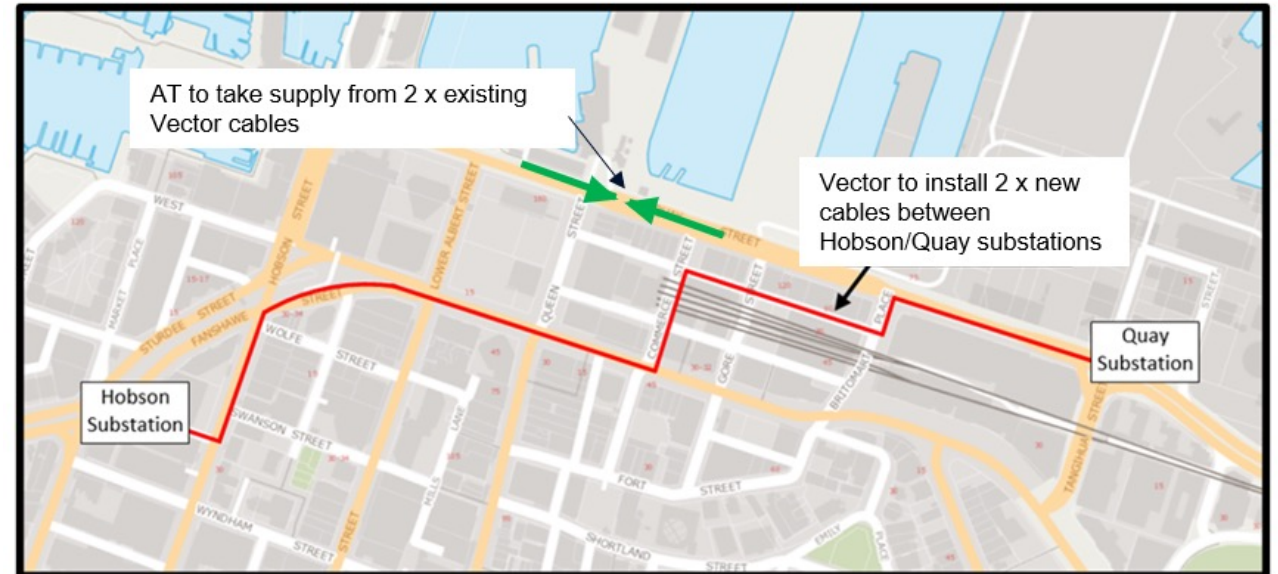 AT to take supply from 2 x existing
Vector cables
Vector to install 2 x new
cables between
Hobson/Quay substations
Quay
Substation
Hobson
Substation
WEST
HOBSON
STREET
LOWER ALBERT STREET
STREET
STREET
MARKET
PLACE
STURDEE STREET
FANSHAWE
STREET
WOLFE
STREET
QUEEN
COMMERCE
STREET
GORE
STREET
BRITOMART
PLACE
STREET
TANGIHUA STREET
SWANSON STREET
MILLS
LANE
WYNDHAM
STREET
STREET
FORT
STREET
SHORTLAND
STREET
EMILY
PLACE